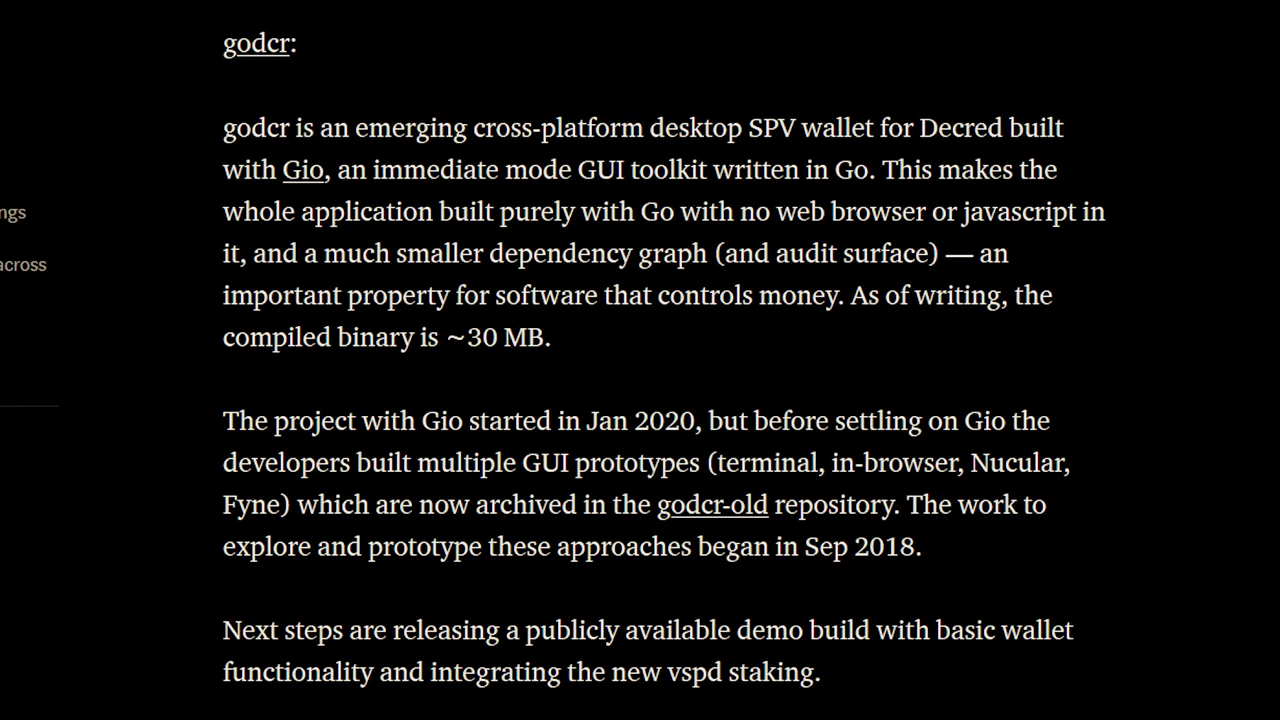 godcr:
godcr is an emerging cross-platform desktop SPV wallet for Decred built
with Gio, an immediate mode GUI toolkit written in Go. This makes the
ngs
whole application built purely with Go with no web browser or javascript in
it, and a much smaller dependency graph (and audit surface) — an
across
important property for software that controls money. As of writing, the
compiled binary is ~30 MB.
The project with Gio started in Jan 2020, but before settling on Gio the
developers built multiple GUI prototypes (terminal, in-browser, Nucular,
Fyne) which are now archived in the godcr-old repository. The work to
explore and prototype these approaches began in Sep 2018.
Next steps are releasing a publicly available demo build with basic wallet
functionality and integrating the new vspd staking.